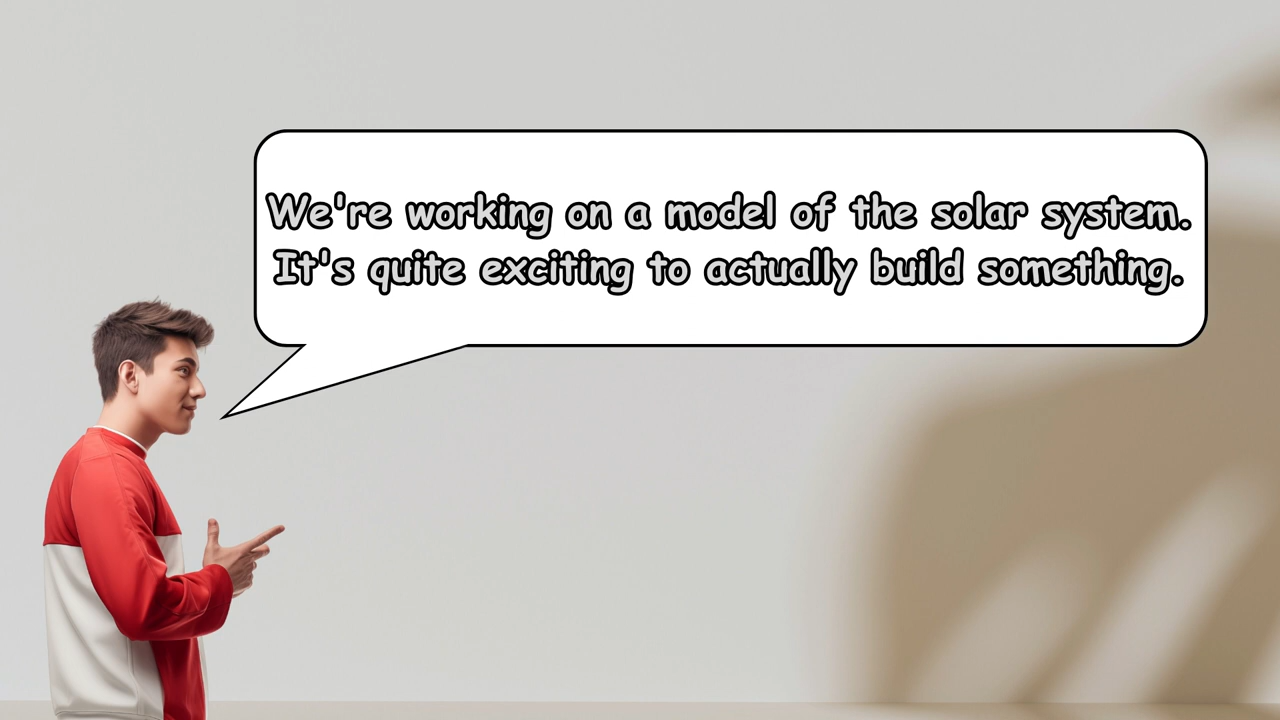 We're working on a model of the solar system.
It's quite exciting to actually build something.